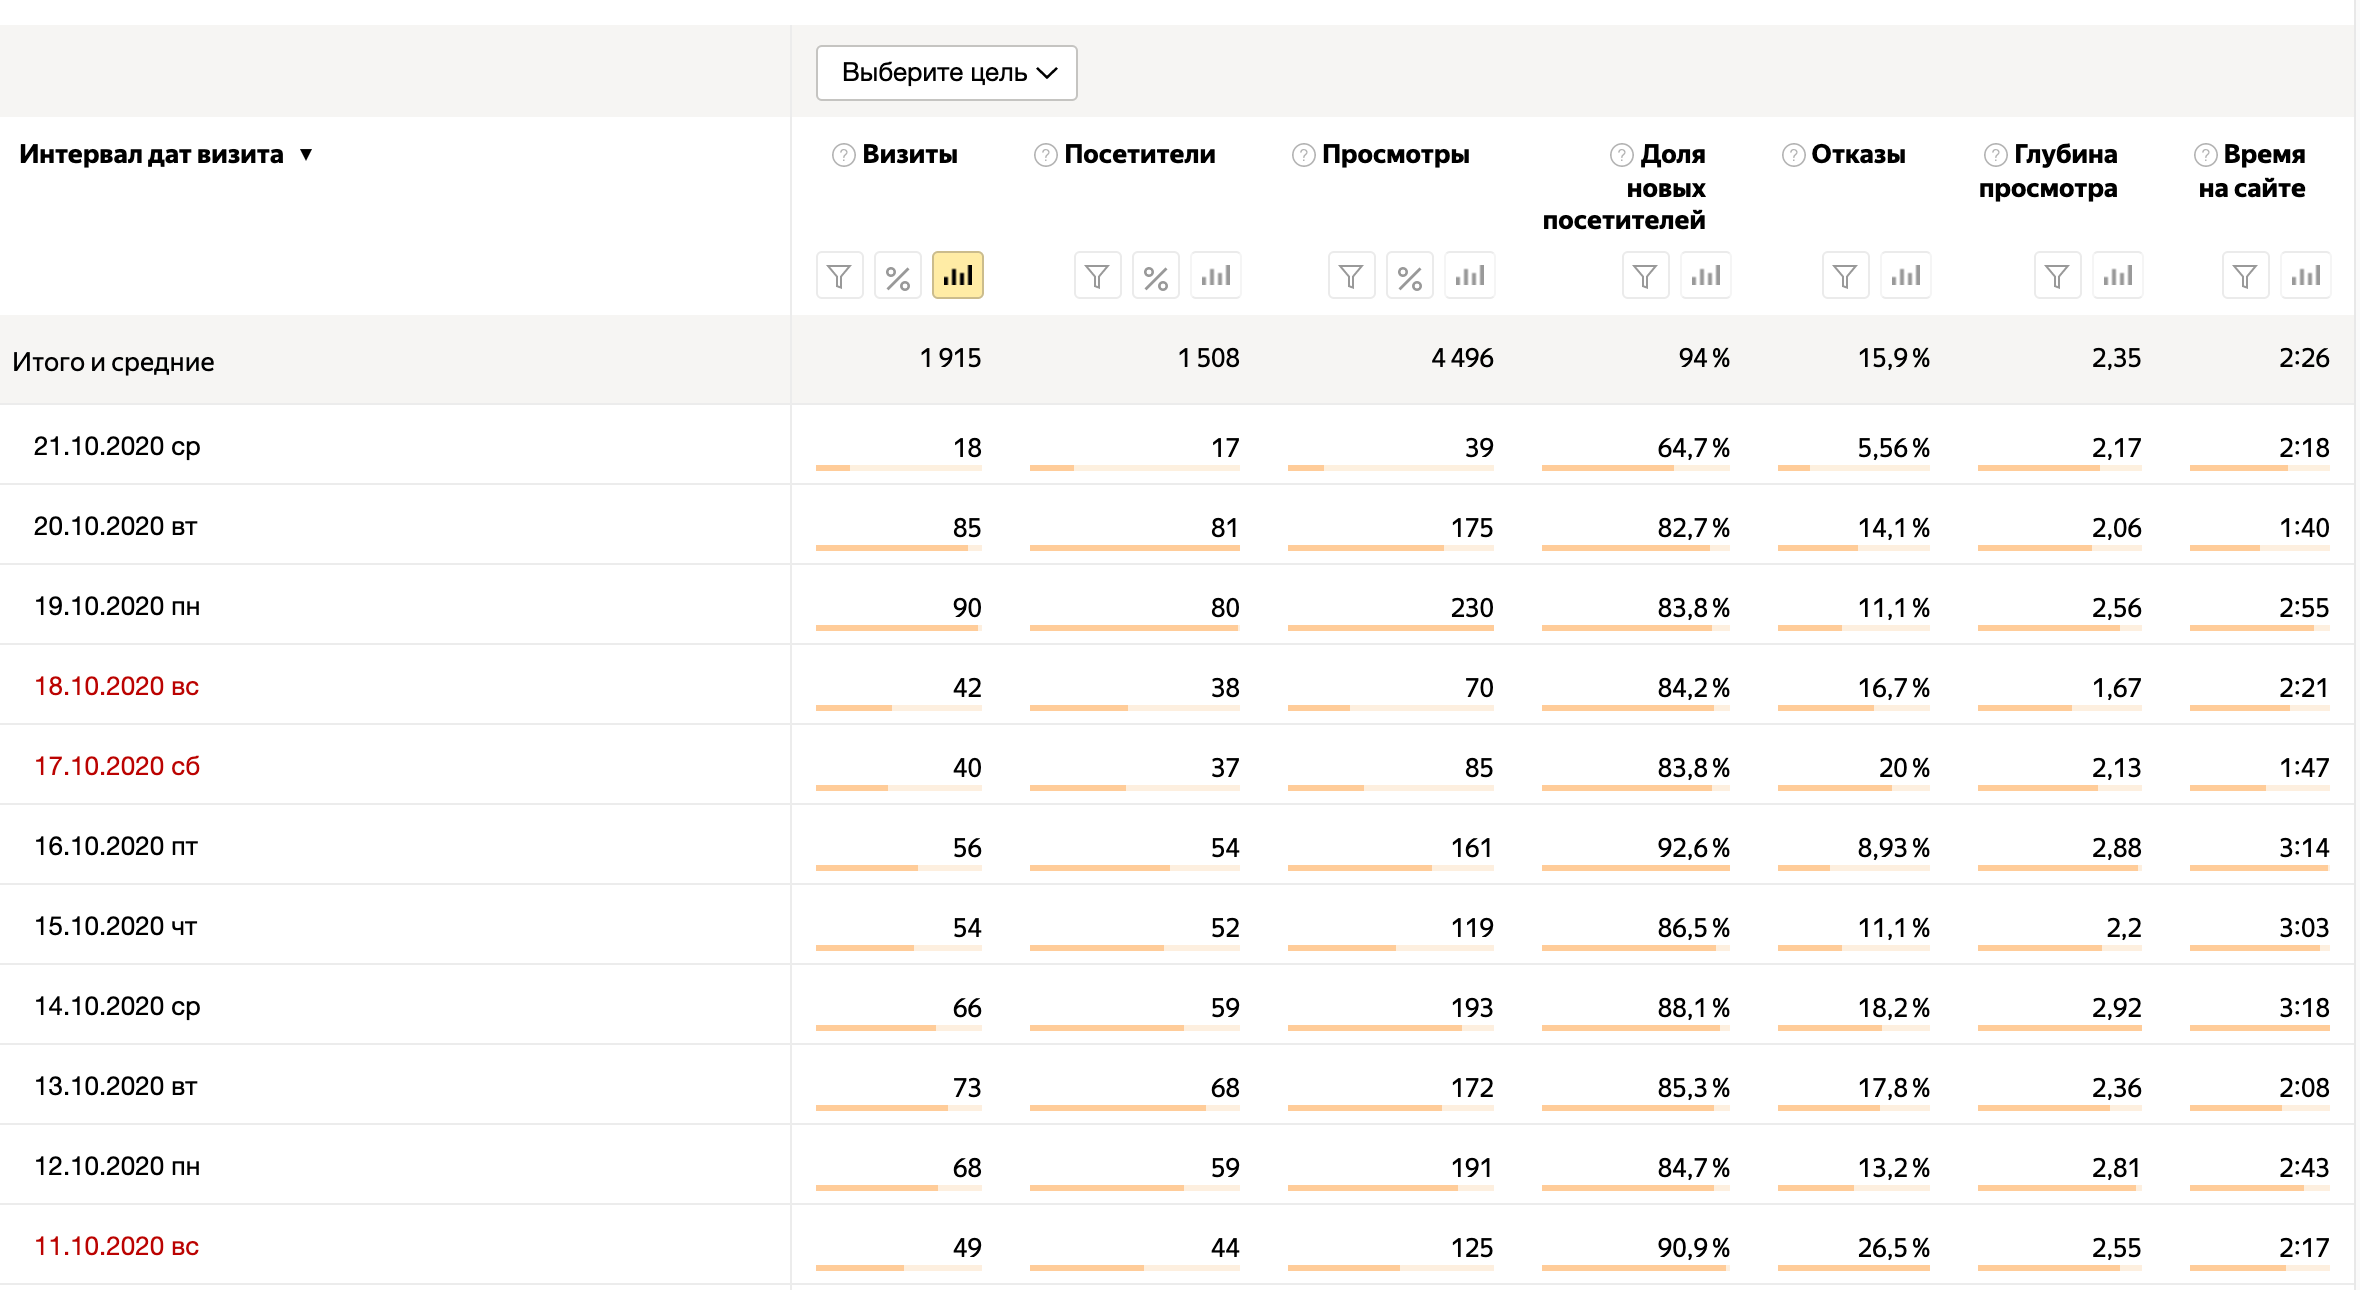 Выберите цель
Интервал дат визита ▼ ? Визиты ? Посетители ? Просмотры ? Доля новых посетителей ? Отказы ? Глубина просмотра ? Время на сайте
% % %
Итого и средние 1 915 1 508 4 496 94 % 15,9 % 2,35 2:26
21.10.2020 ср 18 17 39 64,7 % 5,56 % 2,17 2:18
20.10.2020 вт 85 81 175 82,7 % 14,1 % 2,06 1:40
19.10.2020 пн 90 80 230 83,8 % 11,1 % 2,56 2:55
18.10.2020 вс 42 38 70 84,2 % 16,7 % 1,67 2:21
17.10.2020 сб 40 37 85 83,8 % 20 % 2,13 1:47
16.10.2020 пт 56 54 161 92,6 % 8,93 % 2,88 3:14
15.10.2020 чт 54 52 119 86,5 % 11,1 % 2,2 3:03
14.10.2020 ср 66 59 193 88,1 % 18,2 % 2,92 3:18
13.10.2020 вт 73 68 172 85,3 % 17,8 % 2,36 2:08
12.10.2020 пн 68 59 191 84,7 % 13,2 % 2,81 2:43
11.10.2020 вс 49 44 125 90,9 % 26,5 % 2,55 2:17